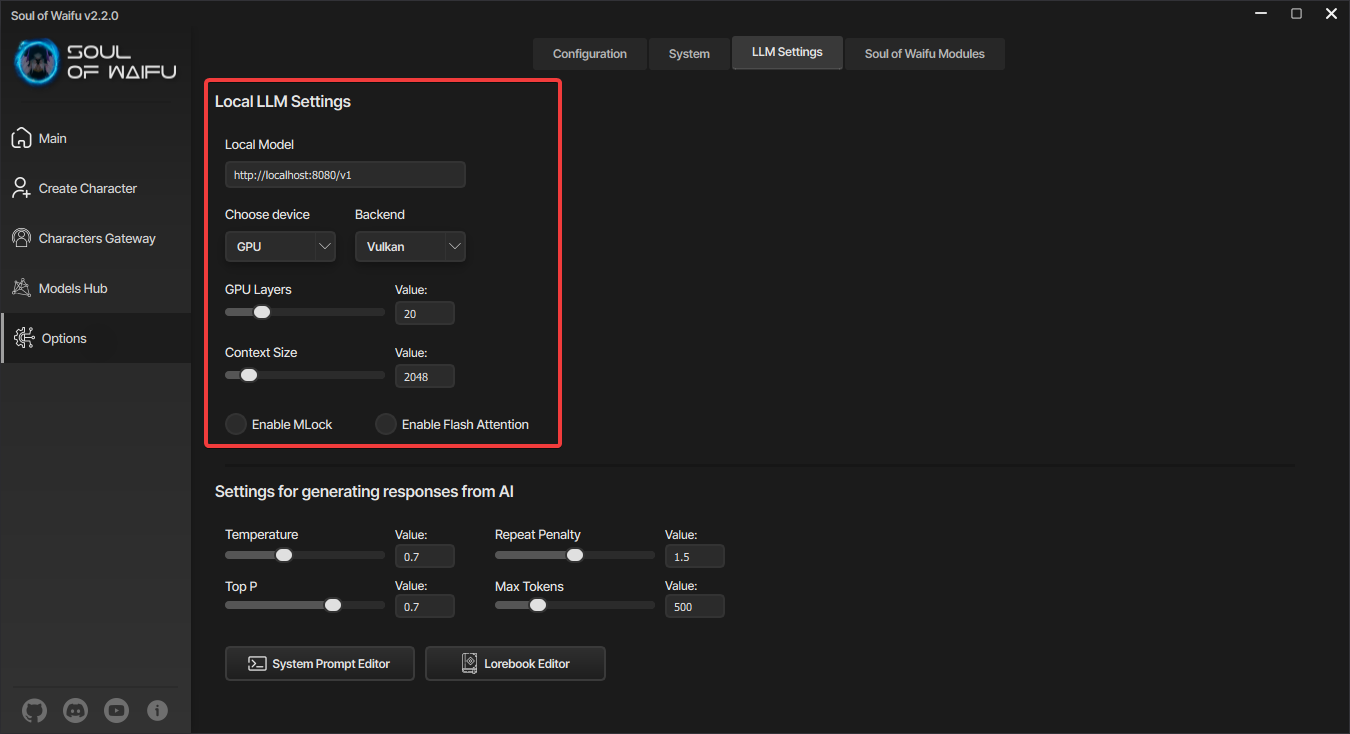 Soul of Waifu v2.2.0
SOUL
OF WAIFU
Main
Create Character
Characters Gateway
Models Hub
Options
Configuration
System
LLM Settings
Soul of Waifu Modules
Local LLM Settings
Local Model
http://localhost:8080/v1
Choose device
Backend
GPU
Vulkan
GPU Layers
Value:
20
Context Size
Value:
2048
Enable MLock
Enable Flash Attention
Settings for generating responses from AI
Temperature
Value:
0.7
Repeat Penalty
Value:
1.5
Top P
Value:
0.7
Max Tokens
Value:
500
System Prompt Editor
Lorebook Editor